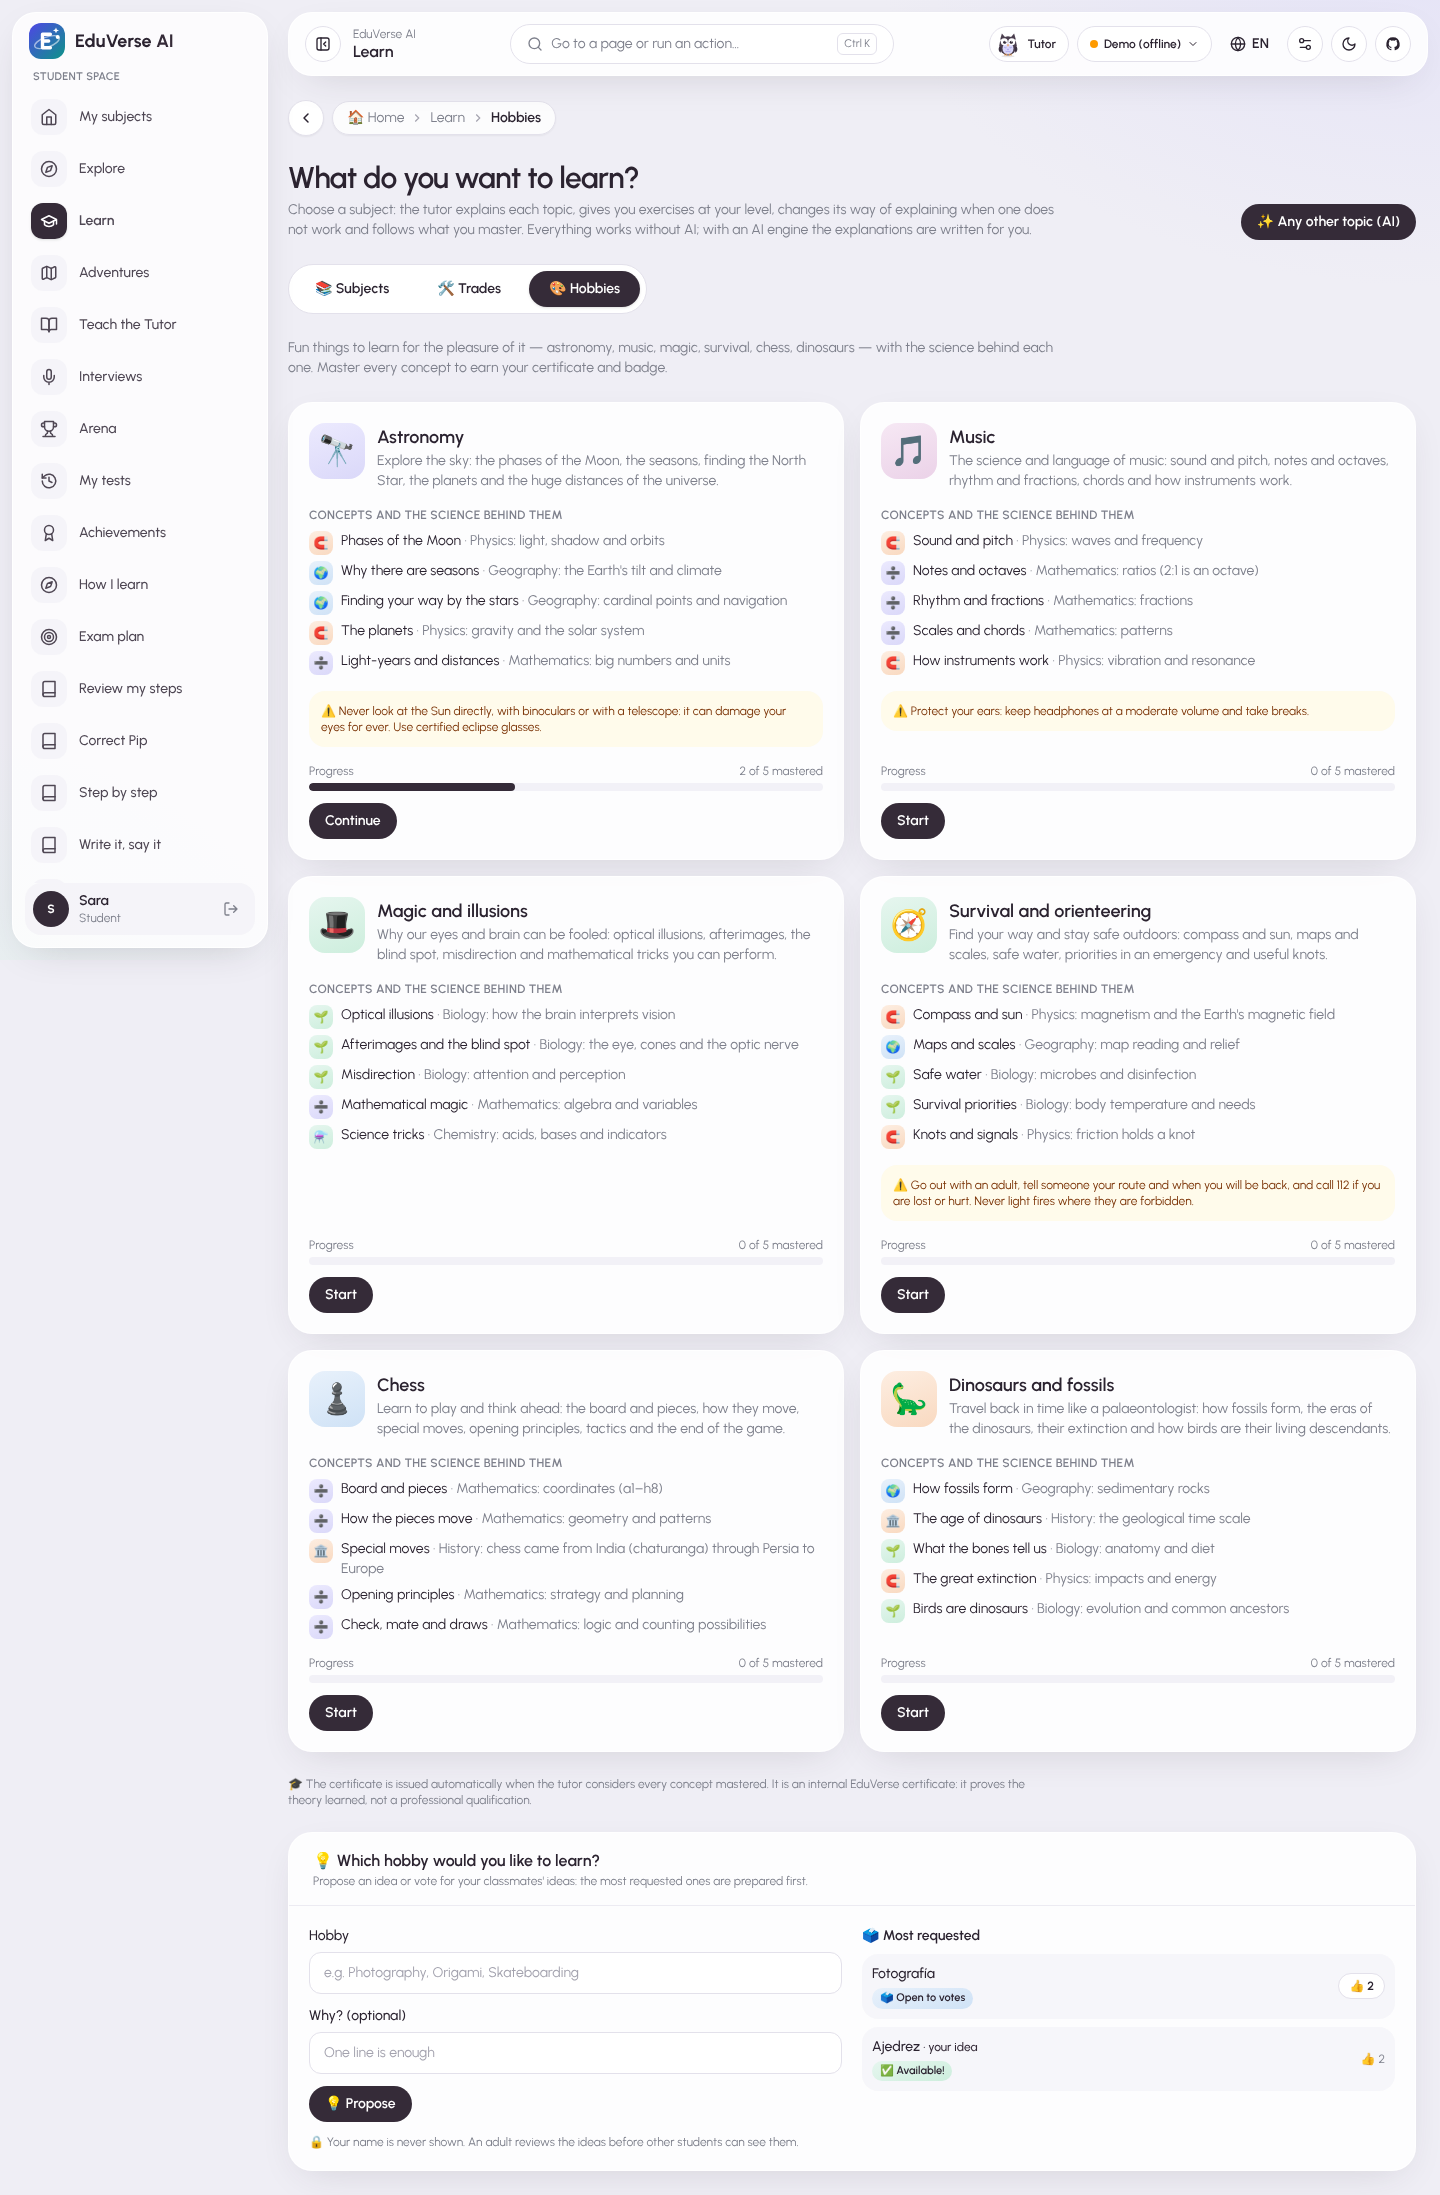 EduVerse AI
STUDENT SPACE
My subjects
Explore
Learn
Adventures
Teach the Tutor
Interviews
Arena
My tests
Achievements
How I learn
Exam plan
Review my steps
Correct Pip
Step by step
Write it, say it
S
Sara
Student
EduVerse AI
Learn
Go to a page or run an action...
Ctrl K
Tutor
Demo (offline)
EN
🏠 Home > Learn > Hobbies
What do you want to learn?
Choose a subject: the tutor explains each topic, gives you exercises at your level, changes its way of explaining when one does
not work and follows what you master. Everything works without AI; with an AI engine the explanations are written for you.
✨ Any other topic (AI)
📚 Subjects
🛠️ Trades
🎨 Hobbies
Fun things to learn for the pleasure of it — astronomy, music, magic, survival, chess, dinosaurs — with the science behind each
one. Master every concept to earn your certificate and badge.
Astronomy
Explore the sky: the phases of the Moon, the seasons, finding the North
Star, the planets and the huge distances of the universe.
CONCEPTS AND THE SCIENCE BEHIND THEM
Phases of the Moon · Physics: light, shadow and orbits
Why there are seasons · Geography: the Earth's tilt and climate
Finding your way by the stars · Geography: cardinal points and navigation
The planets · Physics: gravity and the solar system
Light-years and distances · Mathematics: big numbers and units
⚠️ Never look at the Sun directly, with binoculars or with a telescope: it can damage your
eyes for ever. Use certified eclipse glasses.
Progress
2 of 5 mastered
Continue
Music
The science and language of music: sound and pitch, notes and octaves,
rhythm and fractions, chords and how instruments work.
CONCEPTS AND THE SCIENCE BEHIND THEM
Sound and pitch · Physics: waves and frequency
Notes and octaves · Mathematics: ratios (2:1 is an octave)
Rhythm and fractions · Mathematics: fractions
Scales and chords · Mathematics: patterns
How instruments work · Physics: vibration and resonance
⚠️ Protect your ears: keep headphones at a moderate volume and take breaks.
Progress
0 of 5 mastered
Start
Magic and illusions
Why our eyes and brain can be fooled: optical illusions, afterimages, the
blind spot, misdirection and mathematical tricks you can perform.
CONCEPTS AND THE SCIENCE BEHIND THEM
Optical illusions · Biology: how the brain interprets vision
Afterimages and the blind spot · Biology: the eye, cones and the optic nerve
Misdirection · Biology: attention and perception
Mathematical magic · Mathematics: algebra and variables
Science tricks · Chemistry: acids, bases and indicators
Progress
0 of 5 mastered
Start
Survival and orienteering
Find your way and stay safe outdoors: compass and sun, maps and
scales, safe water, priorities in an emergency and useful knots.
CONCEPTS AND THE SCIENCE BEHIND THEM
Compass and sun · Physics: magnetism and the Earth's magnetic field
Maps and scales · Geography: map reading and relief
Safe water · Biology: microbes and disinfection
Survival priorities · Biology: body temperature and needs
Knots and signals · Physics: friction holds a knot
⚠️ Go out with an adult, tell someone your route and when you will be back, and call 112 if you
are lost or hurt. Never light fires where they are forbidden.
Progress
0 of 5 mastered
Start
Chess
Learn to play and think ahead: the board and pieces, how they move,
special moves, opening principles, tactics and the end of the game.
CONCEPTS AND THE SCIENCE BEHIND THEM
Board and pieces · Mathematics: coordinates (a1–h8)
How the pieces move · Mathematics: geometry and patterns
Special moves · History: chess came from India (chaturanga) through Persia to
Europe
Opening principles · Mathematics: strategy and planning
Check, mate and draws · Mathematics: logic and counting possibilities
Progress
0 of 5 mastered
Start
Dinosaurs and fossils
Travel back in time like a palaeontologist: how fossils form, the eras of
the dinosaurs, their extinction and how birds are their living descendants.
CONCEPTS AND THE SCIENCE BEHIND THEM
How fossils form · Geography: sedimentary rocks
The age of dinosaurs · History: the geological time scale
What the bones tell us · Biology: anatomy and diet
The great extinction · Physics: impacts and energy
Birds are dinosaurs · Biology: evolution and common ancestors
Progress
0 of 5 mastered
Start
🎓 The certificate is issued automatically when the tutor considers every concept mastered. It is an internal EduVerse certificate: it proves the
theory learned, not a professional qualification.
💡 Which hobby would you like to learn?
Propose an idea or vote for your classmates' ideas: the most requested ones are prepared first.
Hobby
e.g. Photography, Origami, Skateboarding
Why? (optional)
One line is enough
💡 Propose
🔒 Your name is never shown. An adult reviews the ideas before other students can see them.
🗳️ Most requested
Fotografía
🗳️ Open to votes
👍 2
Ajedrez · your idea
✅ Available!
👍 2